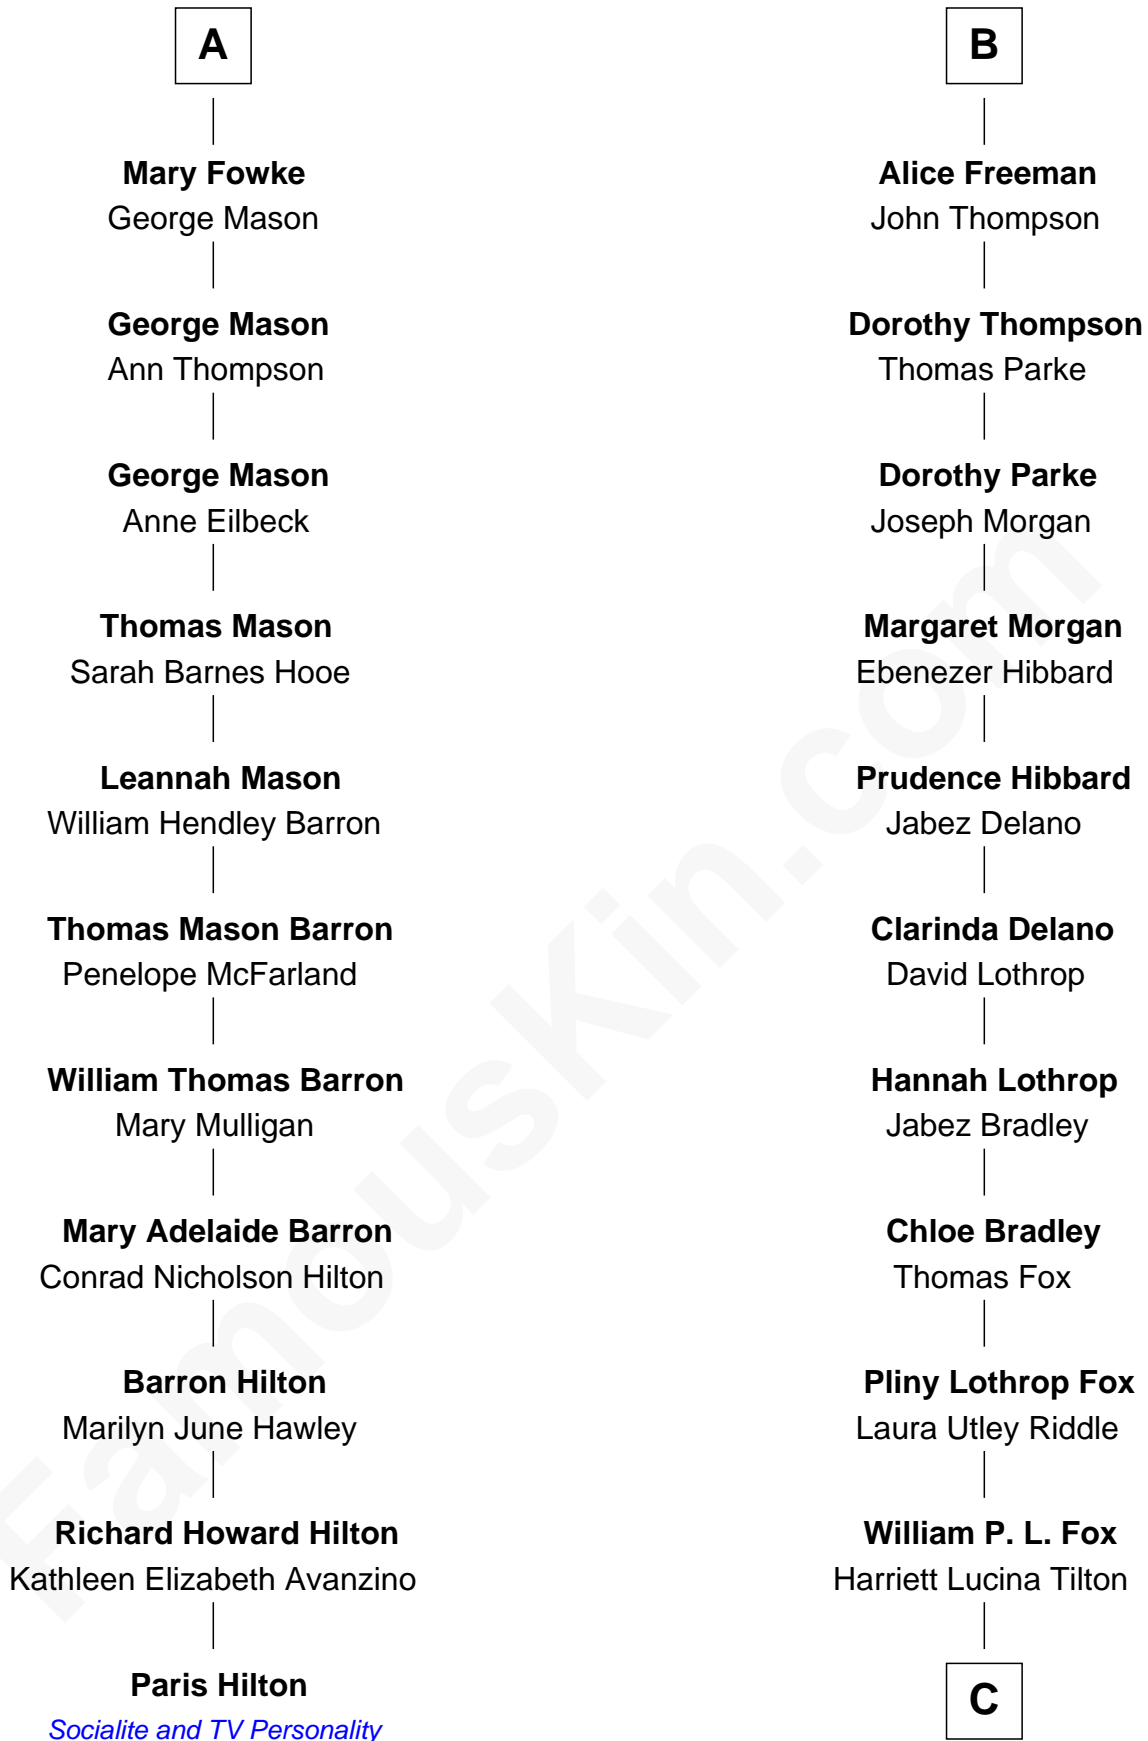 A
Mary Fowke
George Mason
George Mason
Ann Thompson
George Mason
Anne Eilbeck
Thomas Mason
Sarah Barnes Hooe
Leannah Mason
William Hendley Barron
Thomas Mason Barron
Penelope McFarland
William Thomas Barron
Mary Mulligan
Mary Adelaide Barron
Conrad Nicholson Hilton
Barron Hilton
Marilyn June Hawley
Richard Howard Hilton
Kathleen Elizabeth Avanzino
Paris Hilton
Socialite and TV Personality
B
Alice Freeman
John Thompson
Dorothy Thompson
Thomas Parke
Dorothy Parke
Joseph Morgan
Margaret Morgan
Ebenezer Hibbard
Prudence Hibbard
Jabez Delano
Clarinda Delano
David Lothrop
Hannah Lothrop
Jabez Bradley
Chloe Bradley
Thomas Fox
Pliny Lothrop Fox
Laura Utley Riddle
William P. L. Fox
Harriett Lucina Tilton
C
FamousKin.com